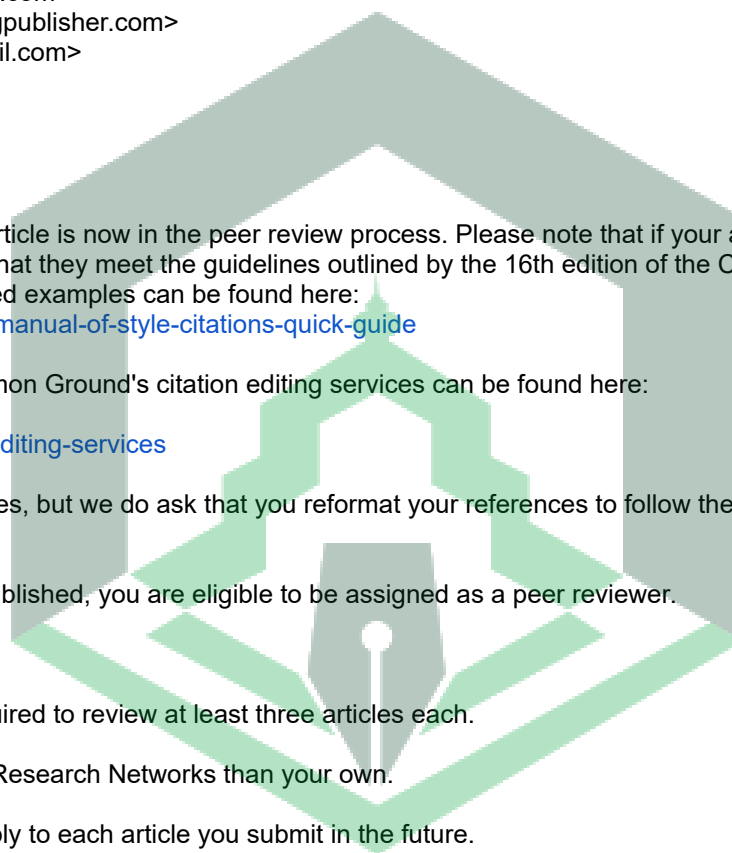 gpublisher.com>
il.com>
rticle is now in the peer review process. Please note that if your a
hat they meet the guidelines outlined by the 16th edition of the C
ed examples can be found here:
manual-of-style-citations-quick-guide
mon Ground's citation editing services can be found here:
diting-services
es, but we do ask that you reformat your references to follow the
blished, you are eligible to be assigned as a peer reviewer.
uired to review at least three articles each.
Research Networks than your own.
ply to each article you submit in the future.